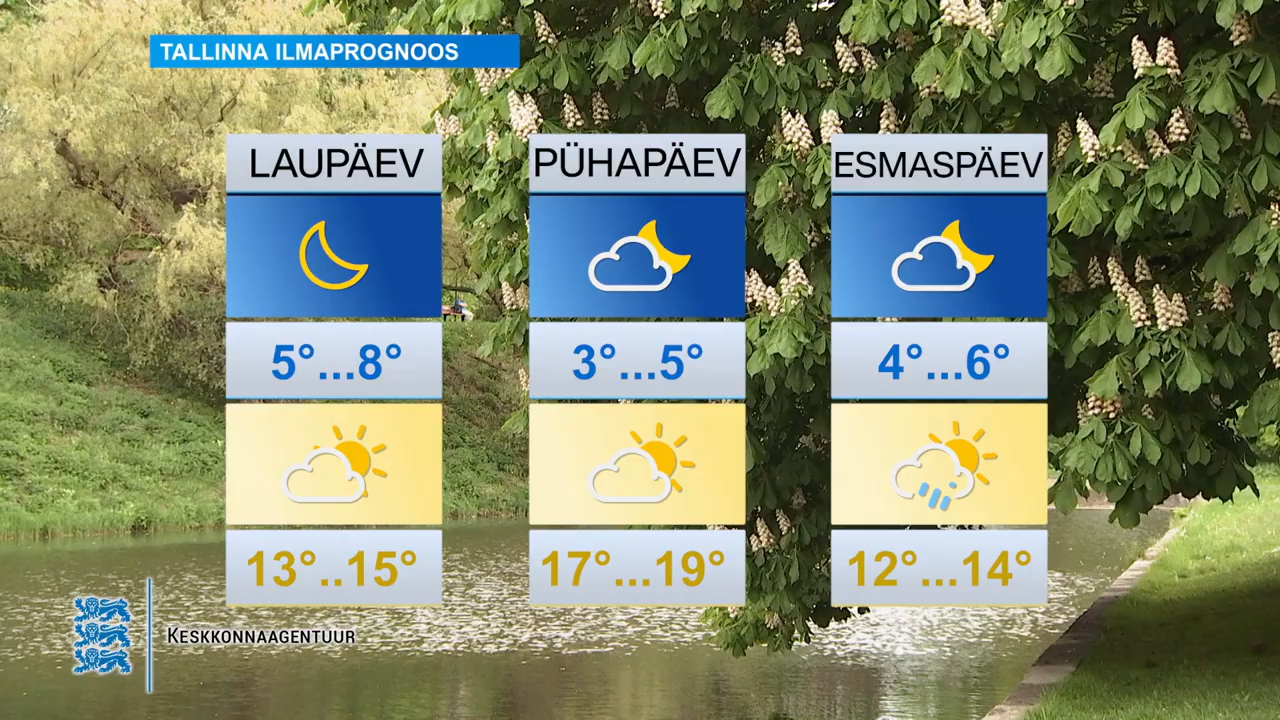 TALLINNA ILMAPROGNOOS
LAUPÄEV
PÜHAPÄEV
ESMASPÄEV
5°...8°
3°...5°
4°...6°
13°..15°
17°...19°
12°...14°
KESKKONNAAGENTUUR